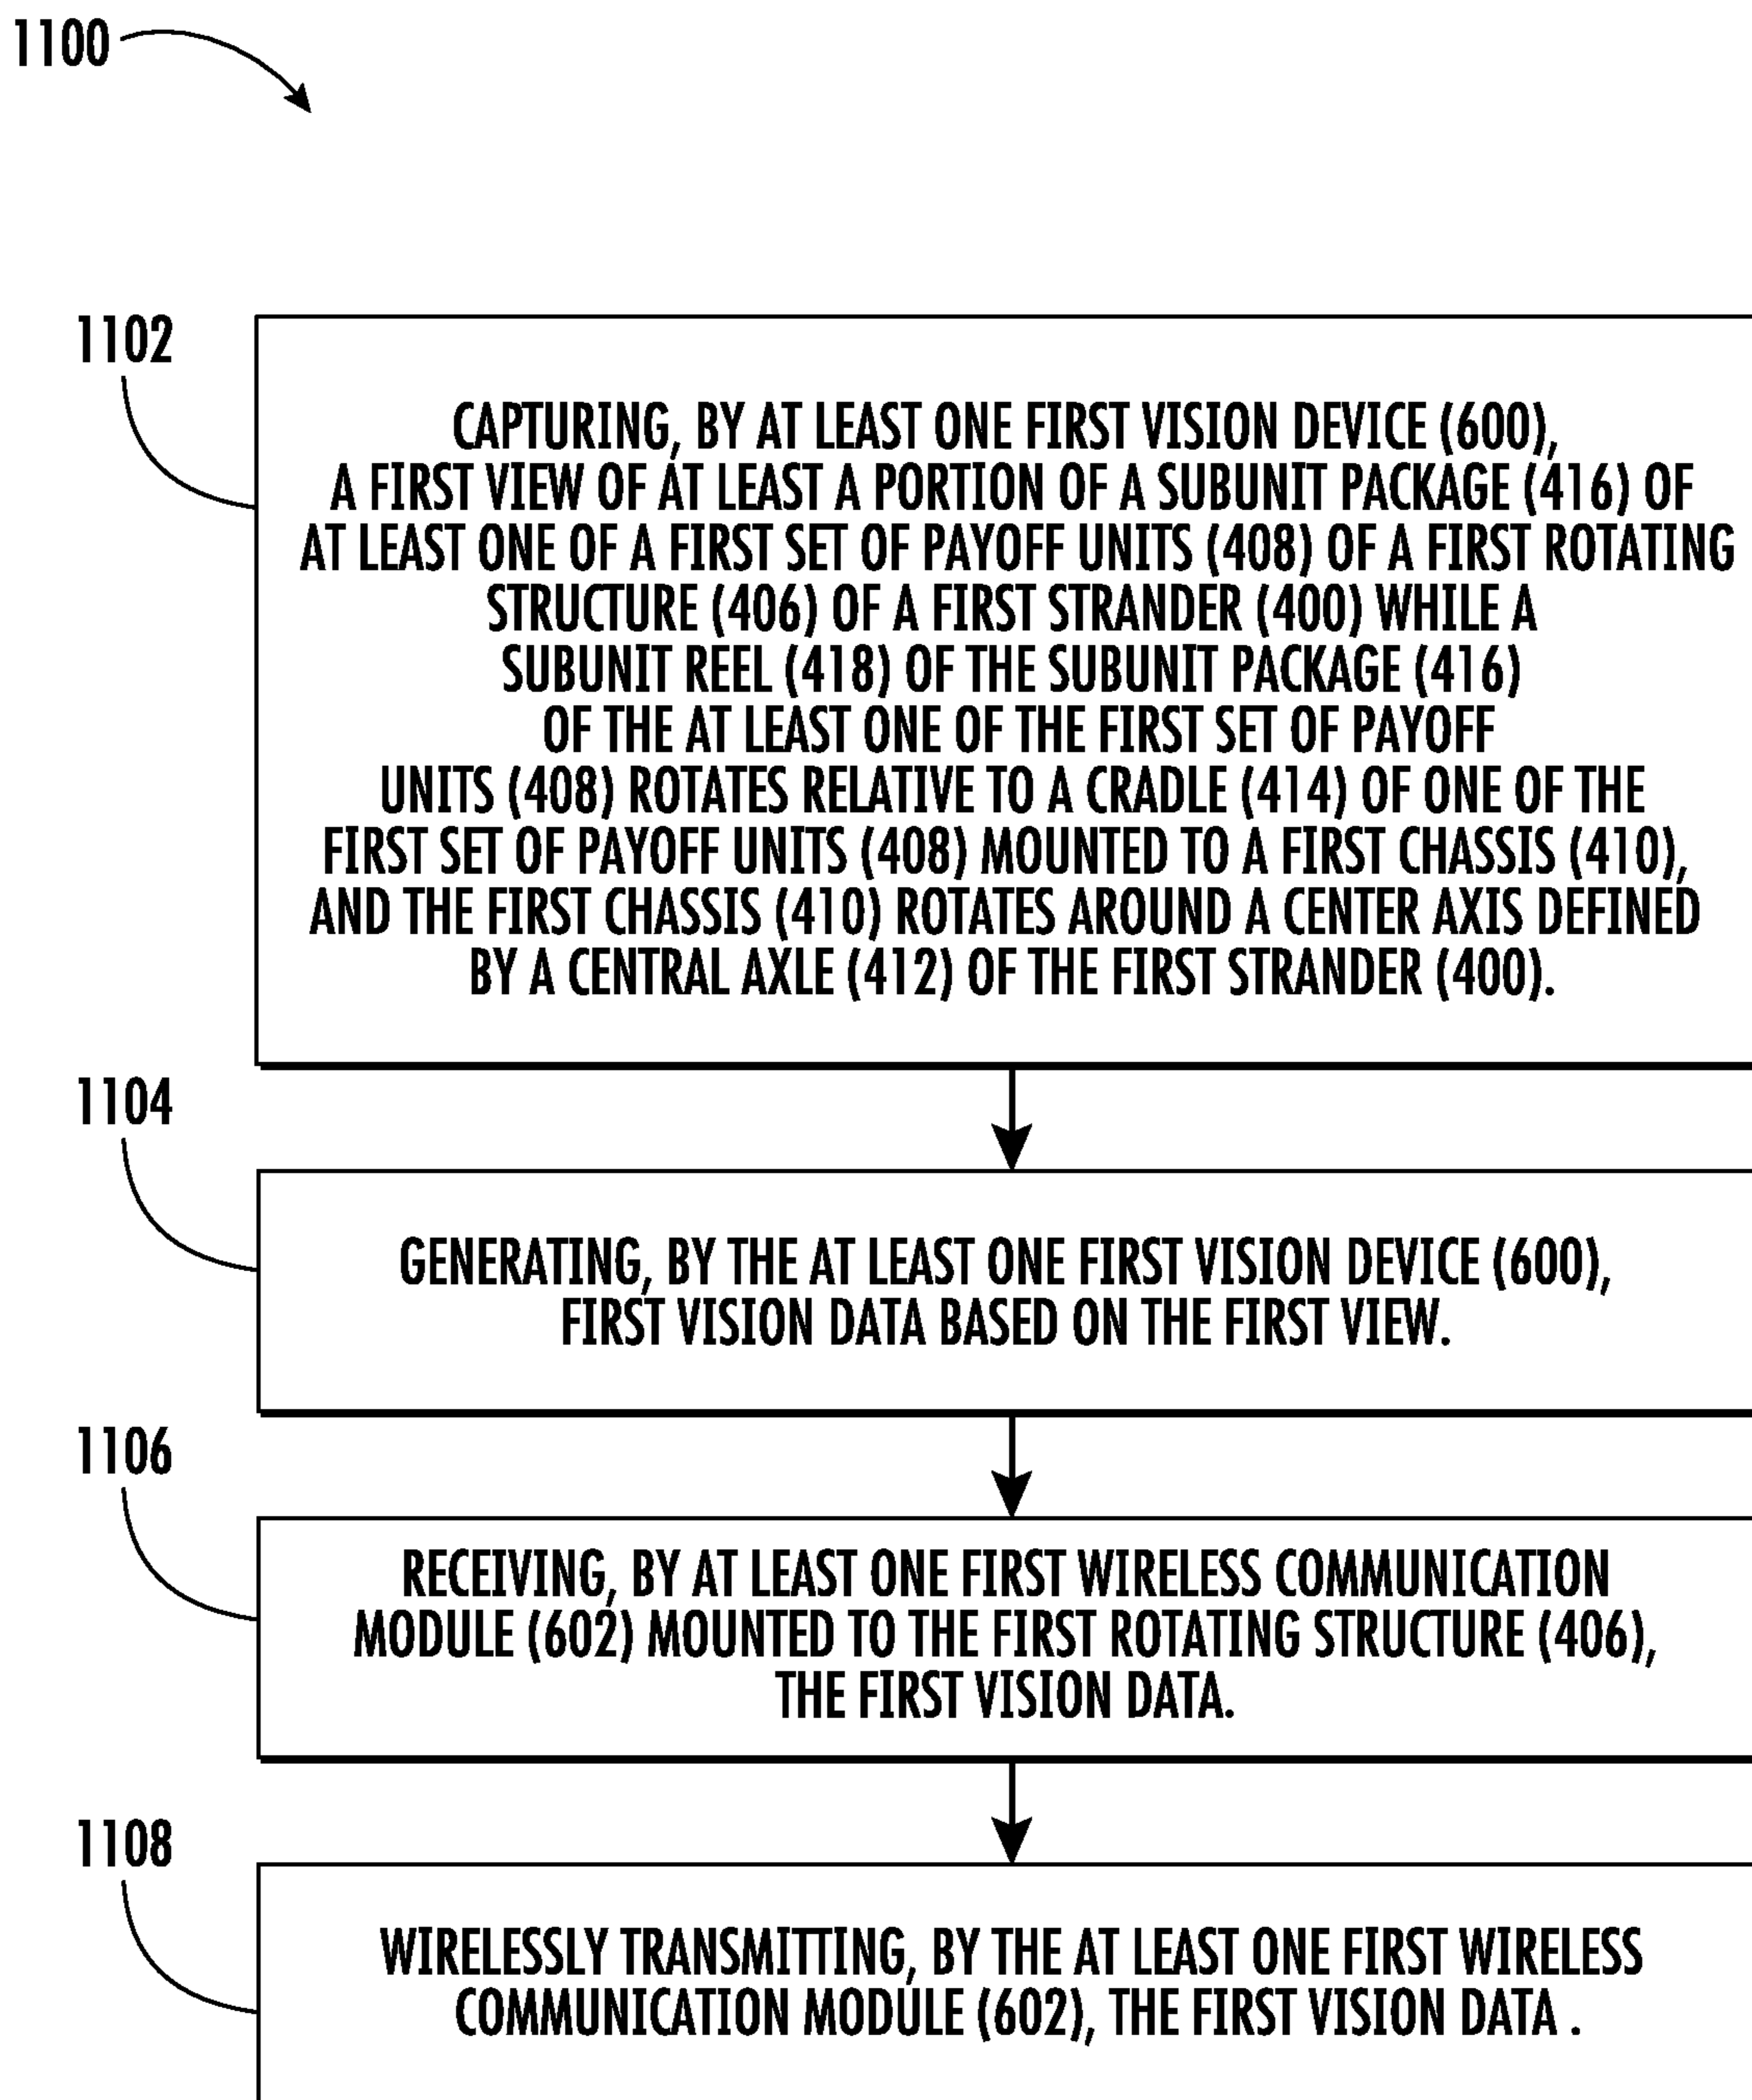 1100
1102
CAPTURING, BY AT LEAST ONE FIRST VISION DEVICE (600),
A FIRST VIEW OF AT LEAST A PORTION OF A SUBUNIT PACKAGE (416) OF
AT LEAST ONE OF A FIRST SET OF PAYOFF UNITS (408) OF A FIRST ROTATING
STRUCTURE (406) OF A FIRST STRANDER (400) WHILE A
SUBUNIT REEL (418) OF THE SUBUNIT PACKAGE (416)
OF THE AT LEAST ONE OF THE FIRST SET OF PAYOFF
UNITS (408) ROTATES RELATIVE TO A CRADLE (414) OF ONE OF THE
FIRST SET OF PAYOFF UNITS (408) MOUNTED TO A FIRST CHASSIS (410),
AND THE FIRST CHASSIS (410) ROTATES AROUND A CENTER AXIS DEFINED
BY A CENTRAL AXLE (412) OF THE FIRST STRANDER (400).
1104
GENERATING, BY THE AT LEAST ONE FIRST VISION DEVICE (600),
FIRST VISION DATA BASED ON THE FIRST VIEW.
1106
RECEIVING, BY AT LEAST ONE FIRST WIRELESS COMMUNICATION
MODULE (602) MOUNTED TO THE FIRST ROTATING STRUCTURE (406),
THE FIRST VISION DATA.
1108
WIRELESSLY TRANSMITTING, BY THE AT LEAST ONE FIRST WIRELESS
COMMUNICATION MODULE (602), THE FIRST VISION DATA .